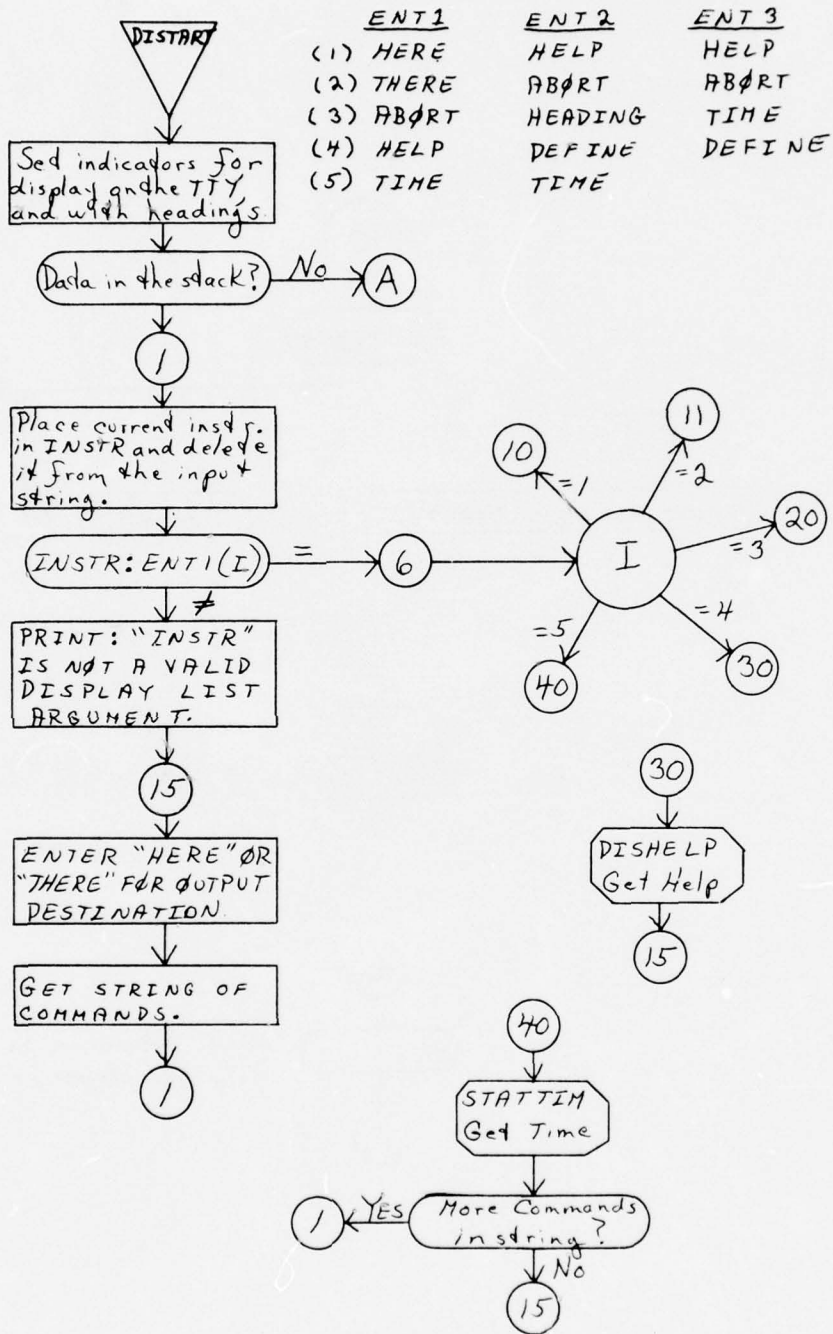 DISTART
ENT1 ENT2 ENT3
(1) HERE HELP HELP
(2) THERE ABØRT ABØRT
(3) ABØRT HEADING TIME
(4) HELP DEFINE DEFINE
(5) TIME TIME
Set indicators for
display on the TTY,
and with headings.
Data in the stack?
No
A
1
Place current instr.
in INSTR and delete
it from the input
string.
INSTR: ENT1(I)
=
6
≠
I
10
=1
11
=2
20
=3
=4
30
=5
40
PRINT: "INSTR"
IS NØT A VALID
DISPLAY LIST
ARGUMENT.
15
ENTER "HERE" ØR
"THERE" FØR ØUTPUT
DESTINATION.
GET STRING OF
COMMANDS.
1
30
DISHELP
Get Help
15
40
STATTIM
Get Time
More Commands
in string?
YES
1
No
15